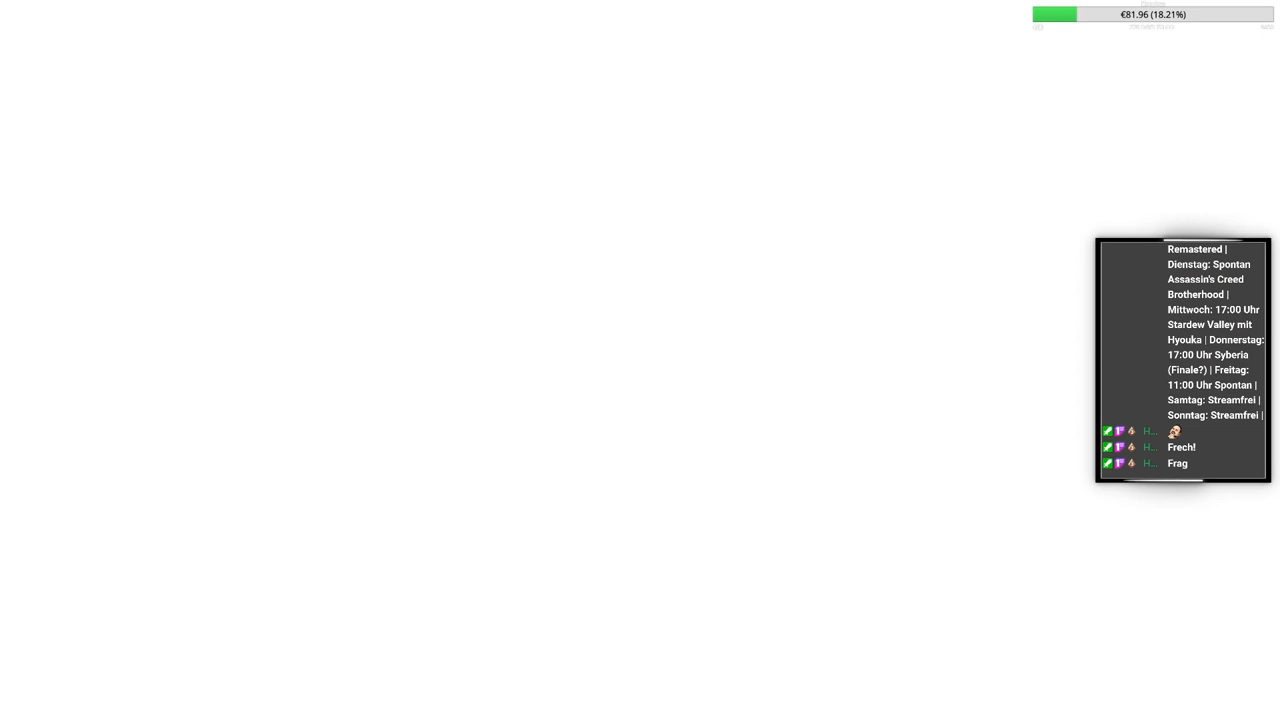 €81.96 (18.21%)
Remastered |
Dienstag: Spontan
Assassin's Creed
Brotherhood |
Mittwoch: 17:00 Uhr
Stardew Valley mit
Hyouka | Donnerstag:
17:00 Uhr Syberia
(Finale?) | Freitag:
11:00 Uhr Spontan |
Samtag: Streamfrei |
Sonntag: Streamfrei |
H...
H... Frech!
H... Frag